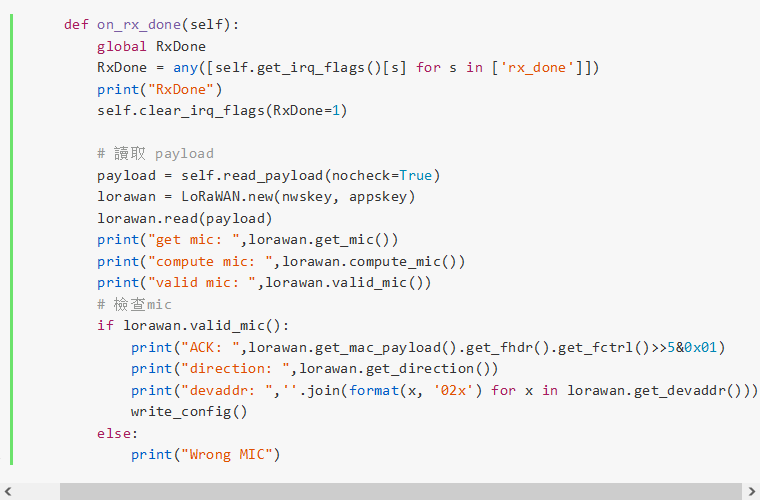 def on_rx_done(self):
global RxDone
RxDone = any([self.get_irq_flags()[s] for s in ['rx_done']])
print("RxDone")
self.clear_irq_flags(RxDone=1)
# 讀取 payload
payload = self.read_payload(nocheck=True)
lorawan = LoRaWAN.new(nwskey, appskey)
lorawan.read(payload)
print("get mic: ",lorawan.get_mic())
print("compute mic: ",lorawan.compute_mic())
print("valid mic: ",lorawan.valid_mic())
# 檢查mic
if lorawan.valid_mic():
print("ACK: ",lorawan.get_mac_payload().get_fhdr().get_fctrl()>>5&0x01)
print("direction: ",lorawan.get_direction())
print("devaddr: ",''.join(format(x, '02x') for x in lorawan.get_devaddr()))
write_config()
else:
print("Wrong MIC")